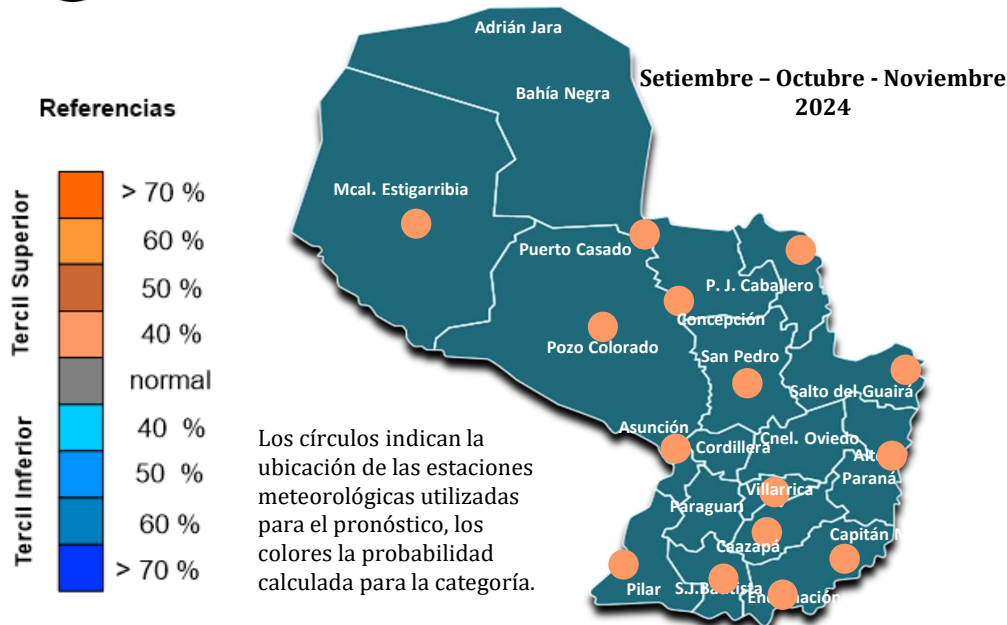 Adrián Jara
Setiembre – Octubre - Noviembre
2024
Bahía Negra
Referencias
Mcal. Estigarribia
Puerto Casado
P. J. Caballero
Concepción
Pozo Colorado
San Pedro
Salto del Guairá
Asunción
Cordillera
Cnel. Oviedo
Alto
Paraná
Villarrica
Paraguarí
Caazapá
Capitán
Pilar
S.J.Bautista
Tercil Superior
> 70 %
60 %
50 %
40 %
normal
Tercil Inferior
40 %
50 %
60 %
> 70 %
Los círculos indican la
ubicación de las estaciones
meteorológicas utilizadas
para el pronóstico, los
colores la probabilidad
calculada para la categoría.